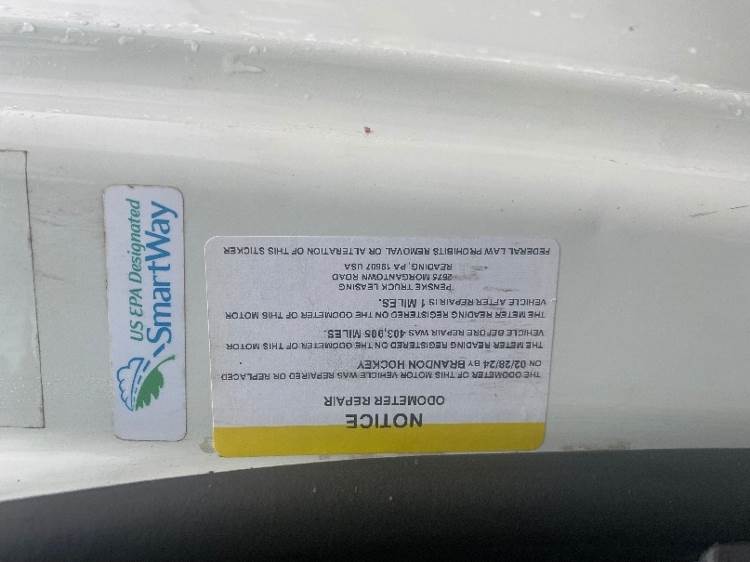 US EPA Designated
SmartWay
NOTICE
ODOMETER REPAIR
THE ODOMETER OF THIS MOTOR VEHICLE WAS REPAIRED OR REPLACED
ON 02/28/24 BY BRANDON HOCKEY
THE METER READING REGISTERED ON THE ODOMETER OF THIS MOTOR
VEHICLE BEFORE REPAIR WAS 403,989 MILES.
THE METER READING REGISTERED ON THE ODOMETER OF THIS MOTOR
VEHICLE AFTER REPAIR IS 1 MILES.
PENSKE TRUCK LEASING
2675 MORGANTOWN ROAD
READING, PA 19607 USA
FEDERAL LAW PROHIBITS REMOVAL OR ALTERATION OF THIS STICKER